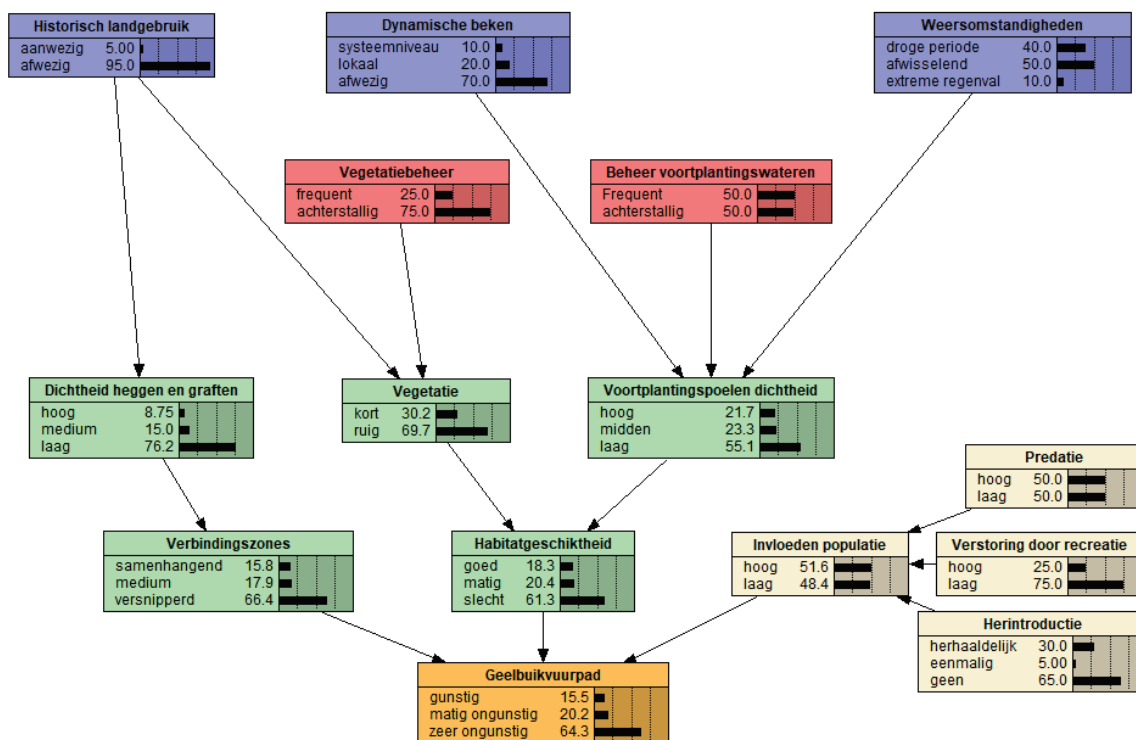 Historisch landgebruik
aanwezig 5.00
afwezig 95.0
Dynamische beken
systeemniveau 10.0
lokaal 20.0
afwezig 70.0
Weersomstandigheden
droge periode 40.0
afwisselend 50.0
extreme regenval 10.0
Vegetatiebeheer
frequent 25.0
achterstallig 75.0
Beheer voortplantingswateren
Frequent 50.0
achterstallig 50.0
Dichtheid heggen en graften
hoog 8.75
medium 15.0
laag 76.2
Vegetatie
kort 30.2
ruig 69.7
Voortplantingspoelen dichtheid
hoog 21.7
midden 23.3
laag 55.1
Predatie
hoog 50.0
laag 50.0
Verbindingszones
samenhangend 15.8
medium 17.9
versnipperd 66.4
Habitatgeschiktheid
goed 18.3
matig 20.4
slecht 61.3
Invloeden populatie
hoog 51.6
laag 48.4
Verstoring door recreatie
hoog 25.0
laag 75.0
Herintroductie
herhaaldelijk 30.0
eenmalig 5.00
geen 65.0
Geelbuikvuurpad
gunstig 15.5
matig ongunstig 20.2
zeer ongunstig 64.3